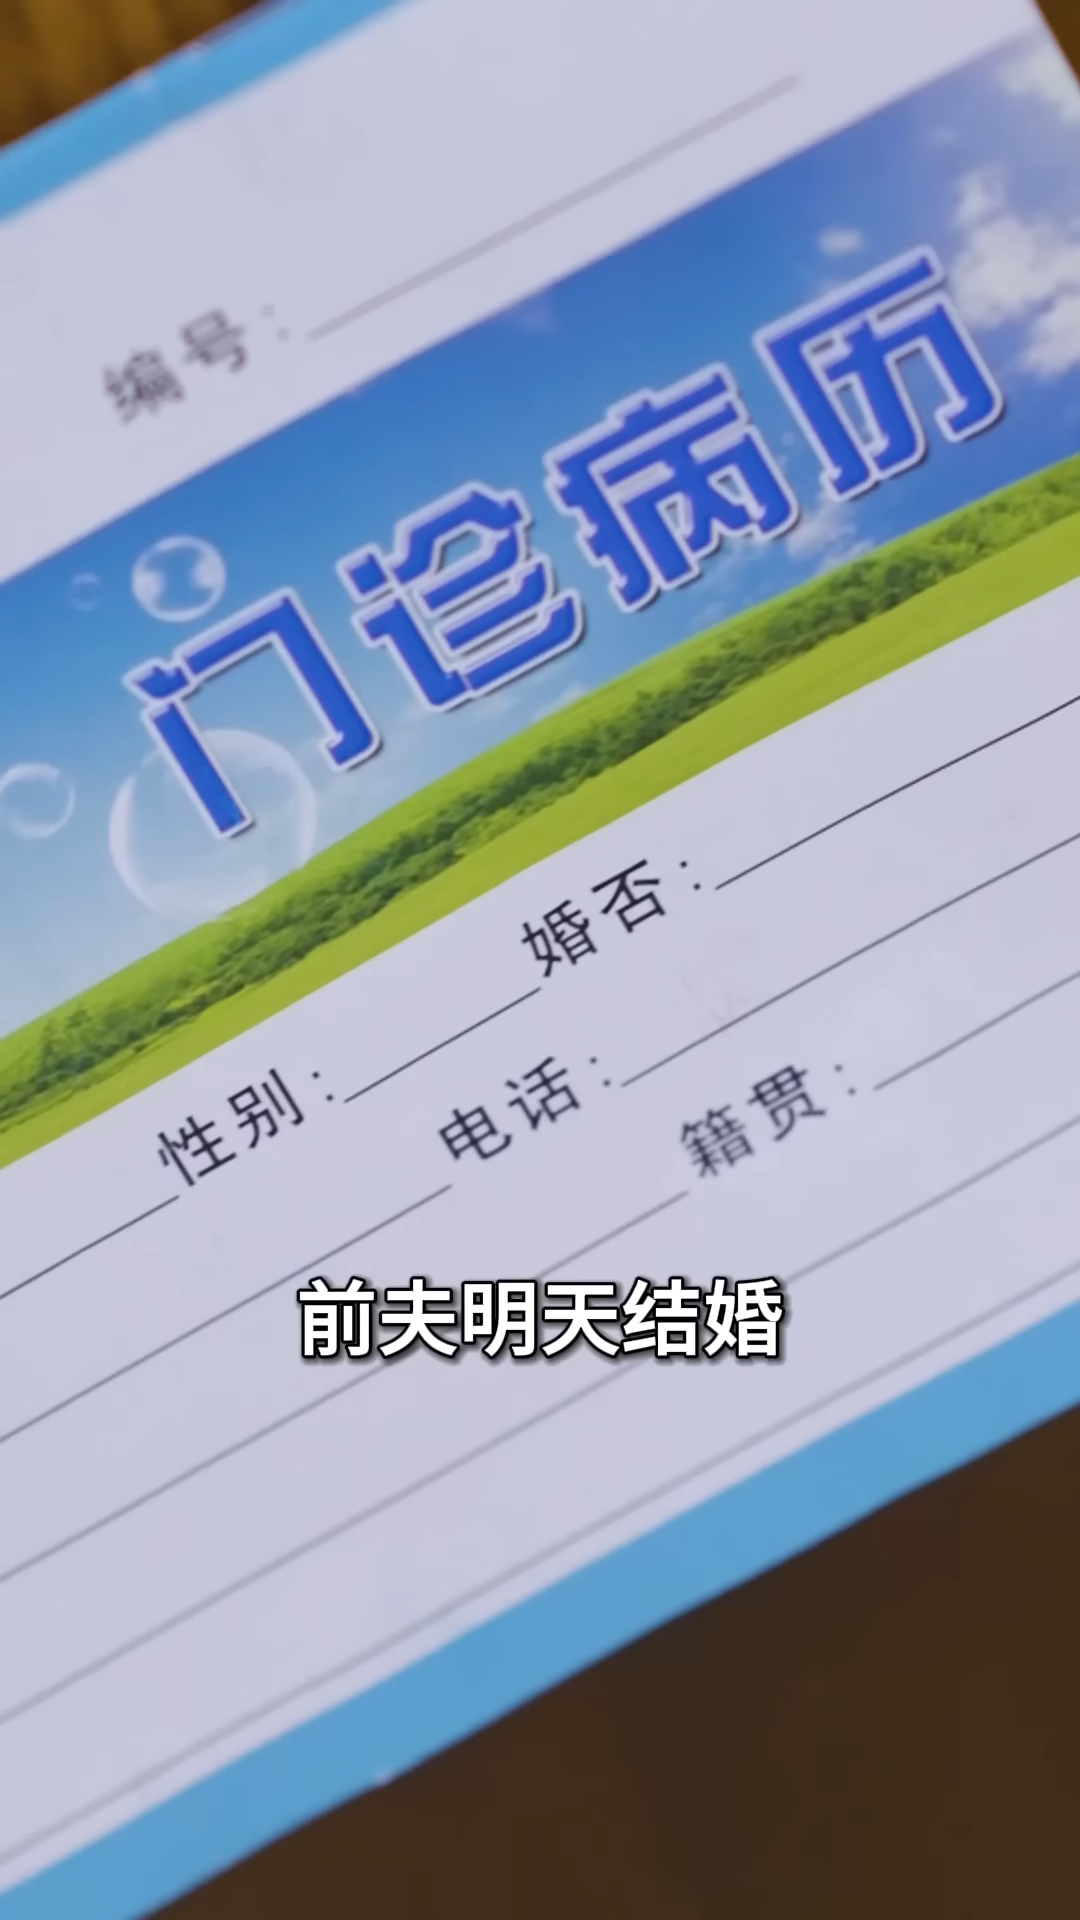 编号：
门诊病历
性别： 婚否：
电话：
籍贯：
前夫明天结婚